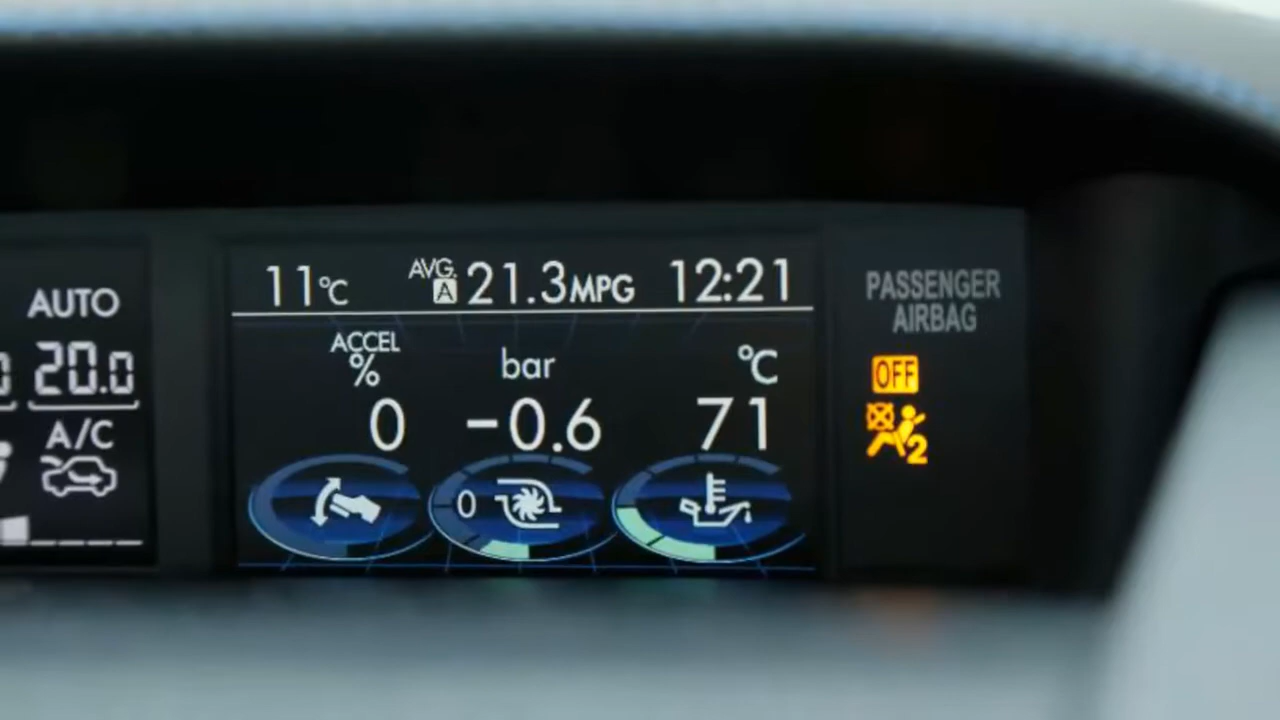 11°C AVG. A 21.3MPG 12:21
PASSENGER
AIRBAG
OFF
2
AUTO
20.0
A/C
ACCEL
%
0
bar
-0.6
0
°C
71